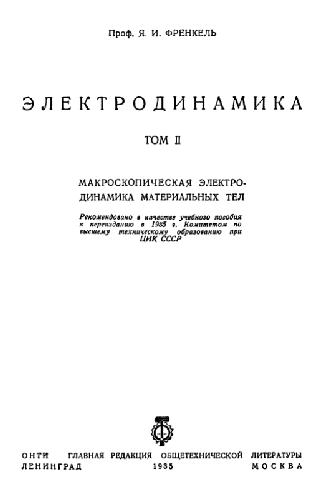 Проф. Я. И. ФРЕНКЕЛЬ
ЭЛЕКТРОДИНАМИКА
ТОМ II
МАКРОСКОПИЧЕСКАЯ ЭЛЕКТРО-
ДИНАМИКА МАТЕРИАЛЬНЫХ ТЕЛ
Рекомендовано в качестве учебного пособия
к переизданию в 1935 г. Комитетом по
высшему техническому образованию при
ЦИК СССР
ОНТИ ГЛАВНАЯ РЕДАКЦИЯ ОБЩЕТЕХНИЧЕСКОЙ ЛИТЕРАТУРЫ
ЛЕНИНГРАД 1935 МОСКВА